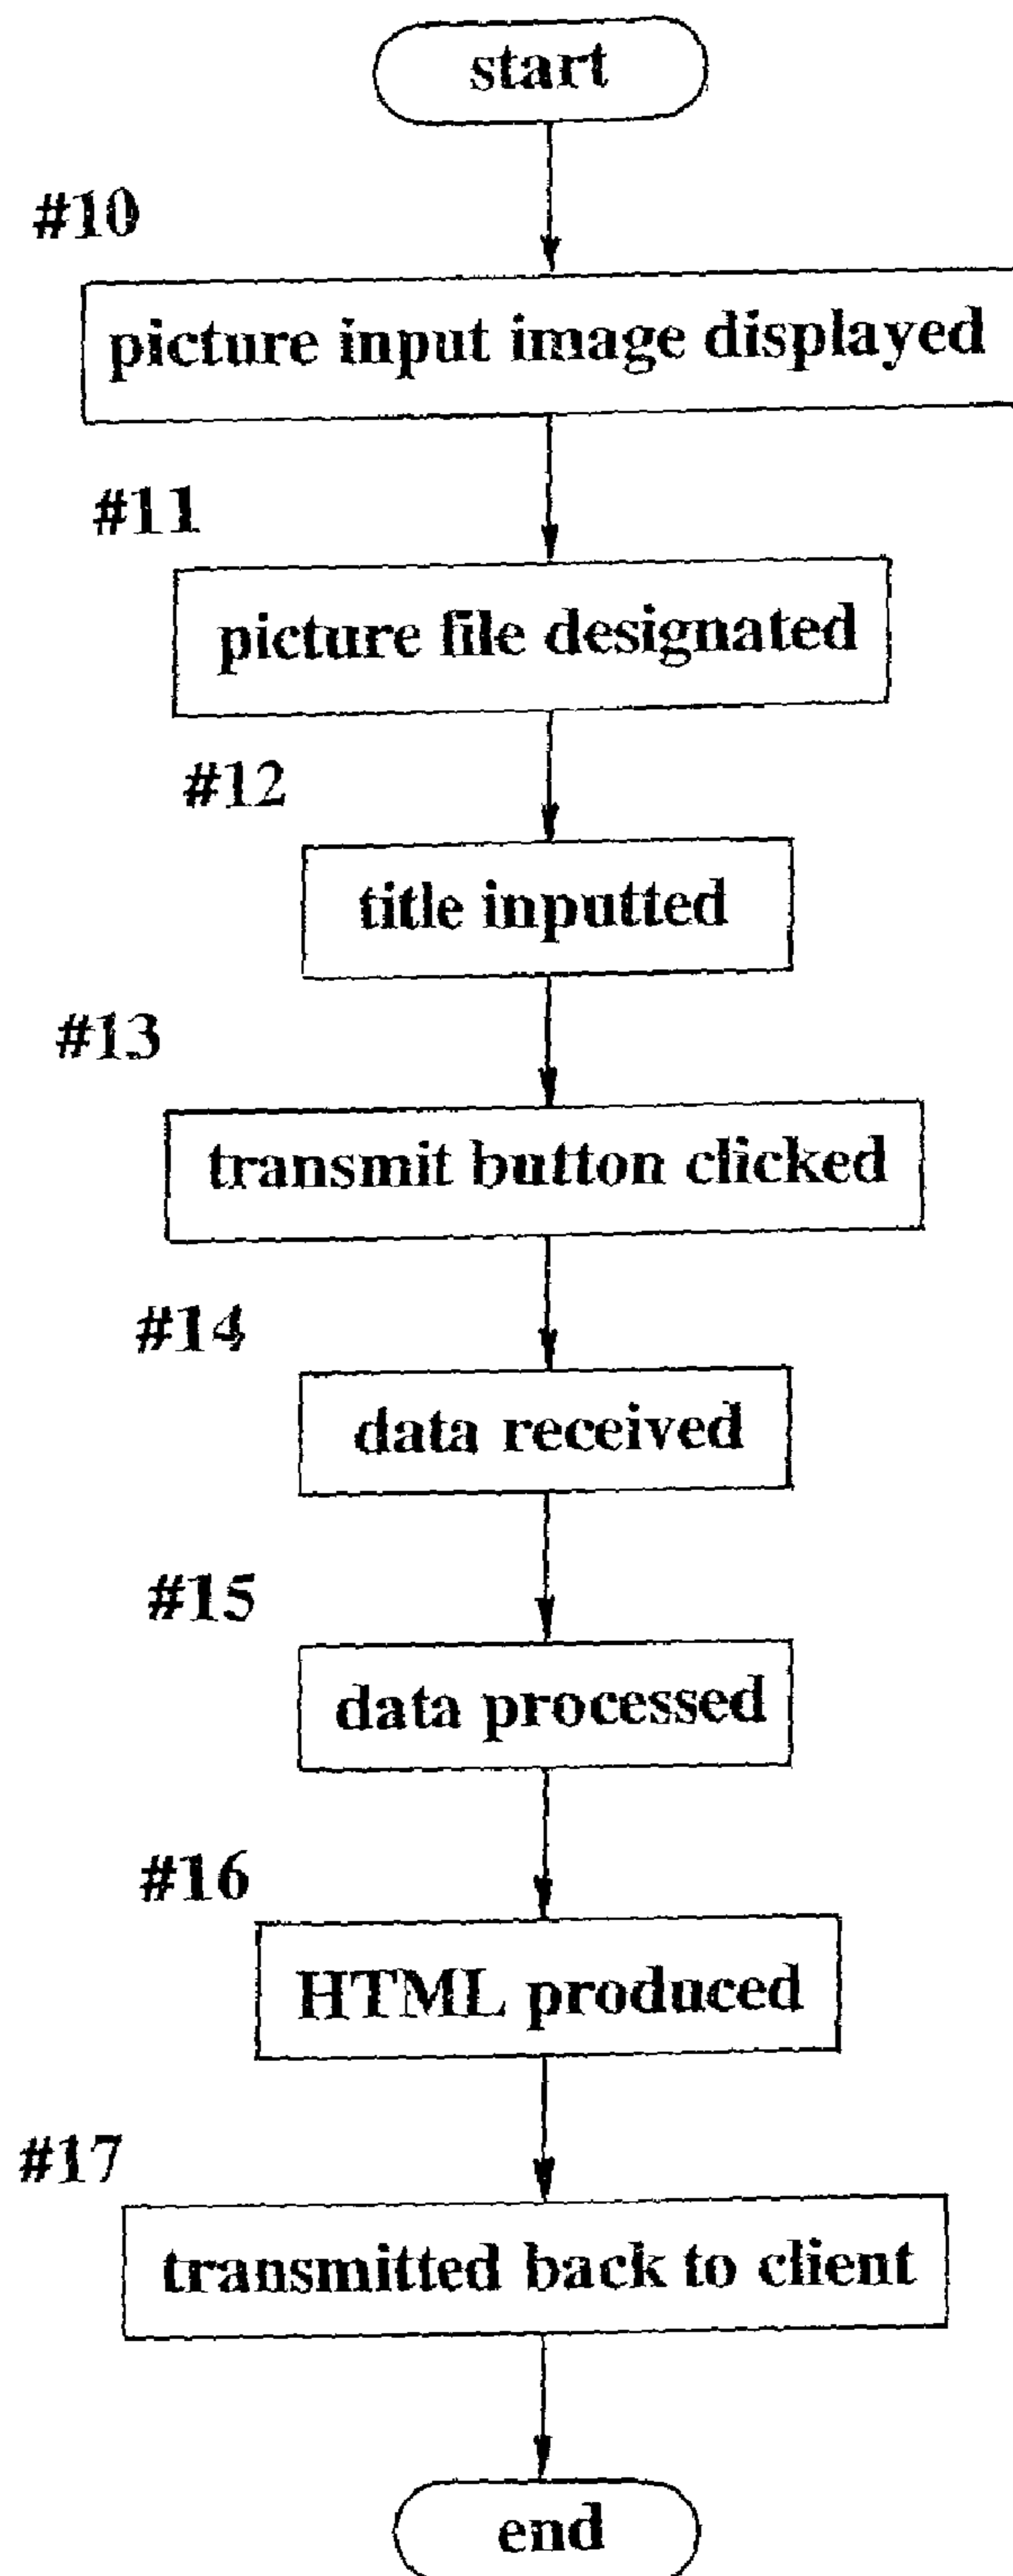 start
#10
picture input image displayed
#11
picture file designated
#12
title inputted
#13
transmit button clicked
#14
data received
#15
data processed
#16
HTML produced
#17
transmitted back to client
end